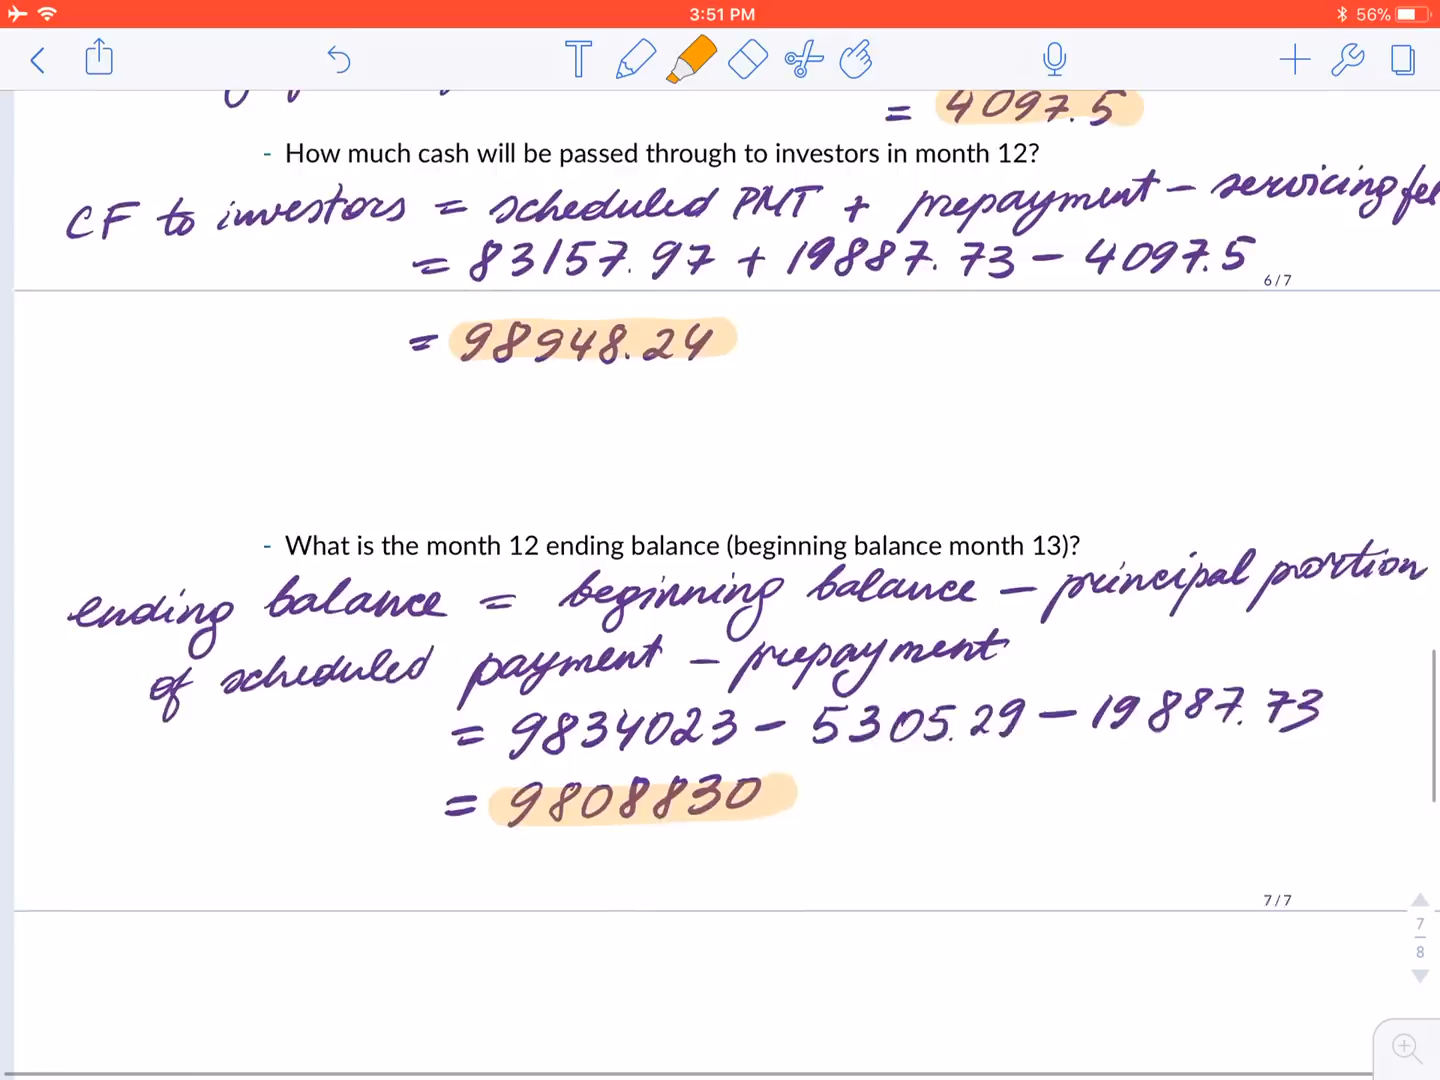 3:51 PM
56%
T
= 4097.5
- How much cash will be passed through to investors in month 12?
CF to investors = scheduled PMT + prepayment - servicing fee
= 83157.97 + 19887.73 - 4097.5
6/7
= 98948.24
- What is the month 12 ending balance (beginning balance month 13)?
ending balance = beginning balance - principal portion
of scheduled payment - prepayment
= 9834023 - 5305.29 - 19887.73
= 9808830
7/7
7
8